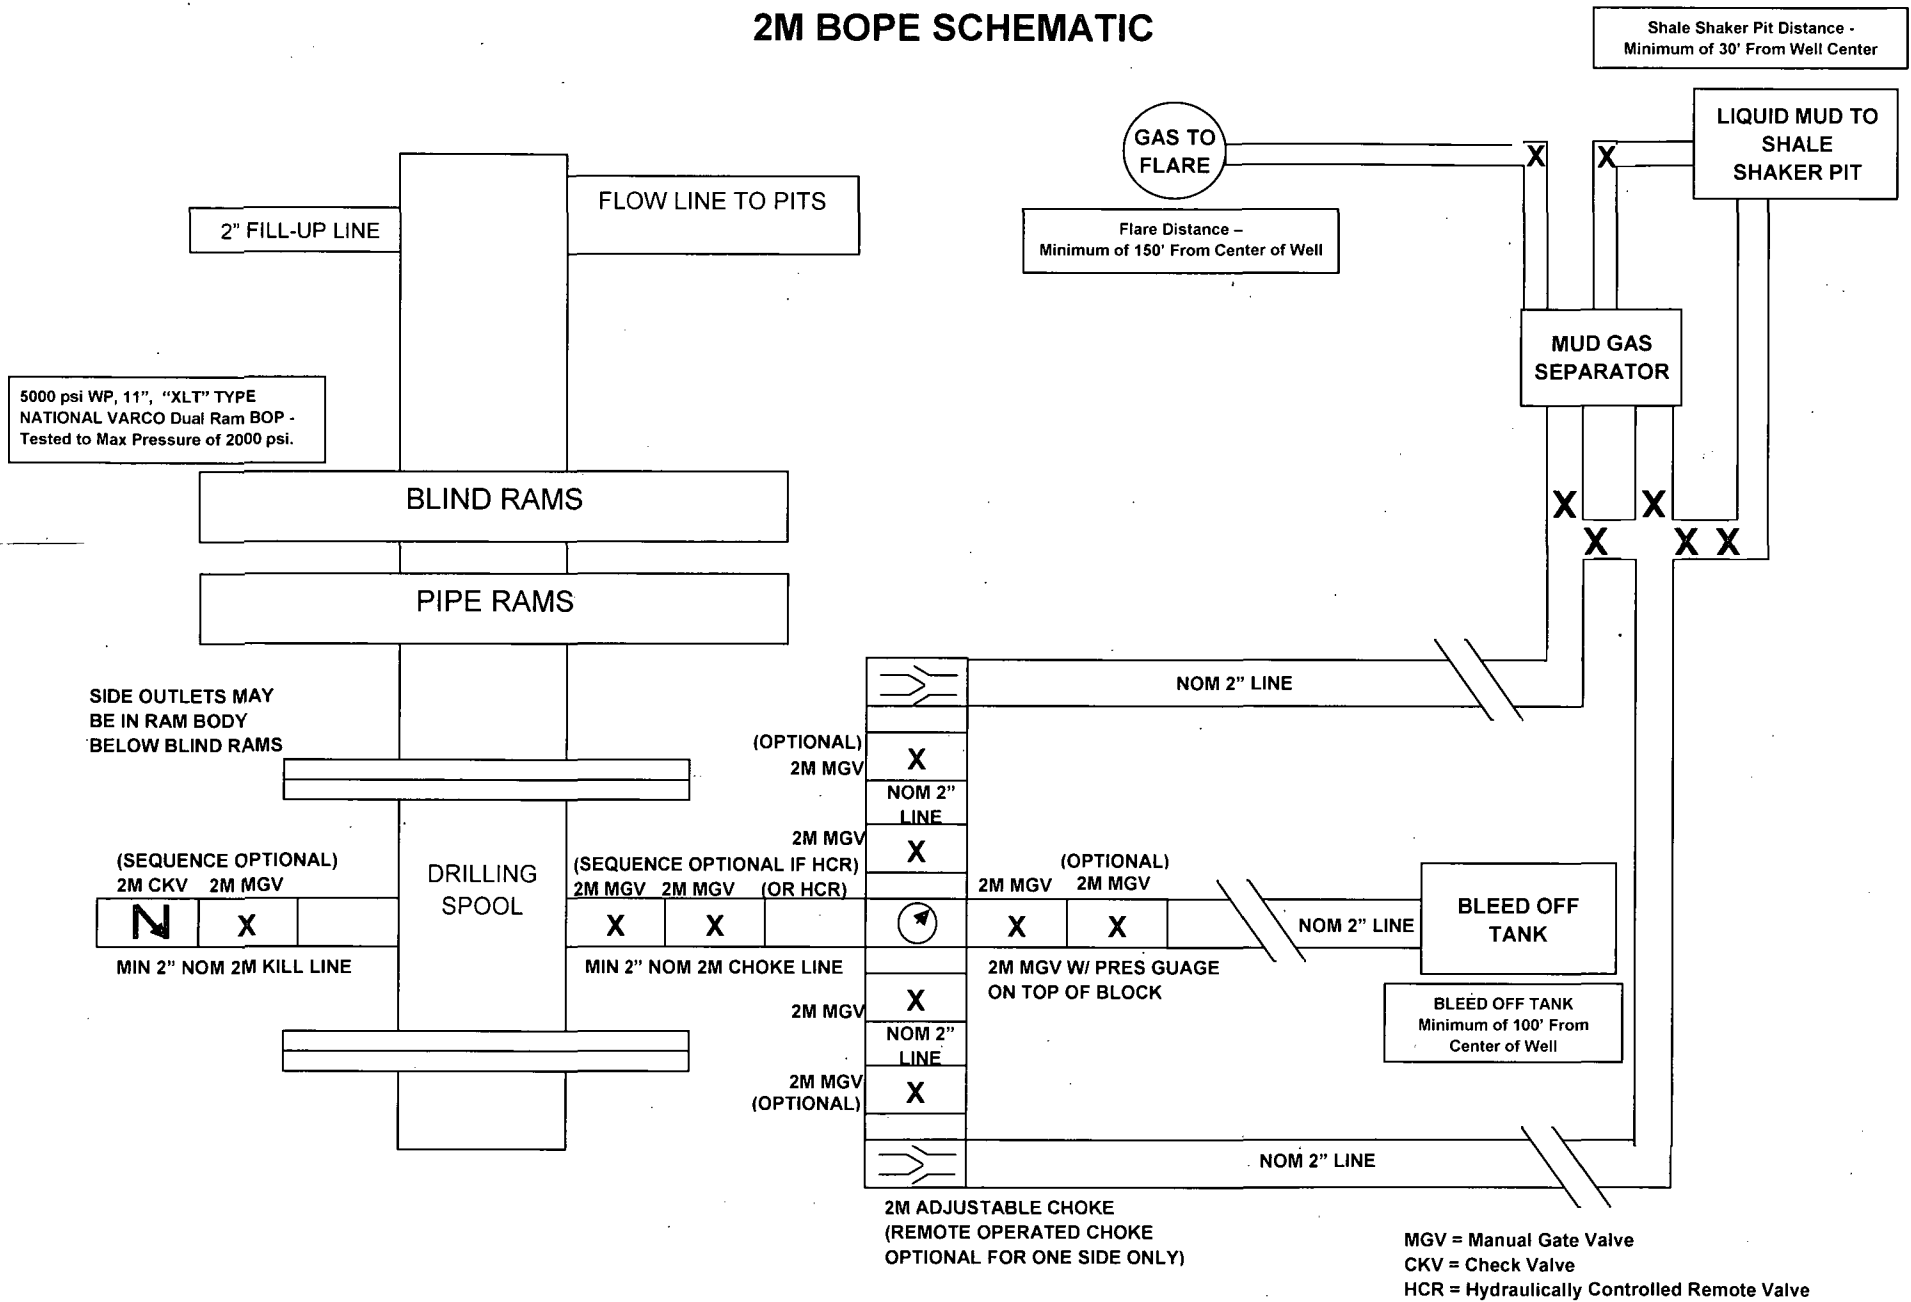 2M BOPE SCHEMATIC
Shale Shaker Pit Distance -
Minimum of 30' From Well Center
GAS TO
FLARE
LIQUID MUD TO
SHALE
SHAKER PIT
FLOW LINE TO PITS
2" FILL-UP LINE
Flare Distance –
Minimum of 150' From Center of Well
X
X
MUD GAS
SEPARATOR
5000 psi WP, 11", "XLT" TYPE
NATIONAL VARCO Dual Ram BOP -
Tested to Max Pressure of 2000 psi.
BLIND RAMS
X
X
X
X
X
PIPE RAMS
SIDE OUTLETS MAY
BE IN RAM BODY
BELOW BLIND RAMS
NOM 2" LINE
(OPTIONAL)
2M MGV
X
NOM 2"
LINE
2M MGV
X
(SEQUENCE OPTIONAL)
2M CKV 2M MGV
X
MIN 2" NOM 2M KILL LINE
DRILLING
SPOOL
(SEQUENCE OPTIONAL IF HCR)
2M MGV 2M MGV (OR HCR)
X X
MIN 2" NOM 2M CHOKE LINE
(OPTIONAL)
2M MGV 2M MGV
X X
2M MGV W/ PRES GUAGE
ON TOP OF BLOCK
NOM 2" LINE
BLEED OFF
TANK
BLEED OFF TANK
Minimum of 100' From
Center of Well
2M MGV
X
NOM 2"
LINE
2M MGV
(OPTIONAL)
X
NOM 2" LINE
2M ADJUSTABLE CHOKE
(REMOTE OPERATED CHOKE
OPTIONAL FOR ONE SIDE ONLY)
MGV = Manual Gate Valve
CKV = Check Valve
HCR = Hydraulically Controlled Remote Valve